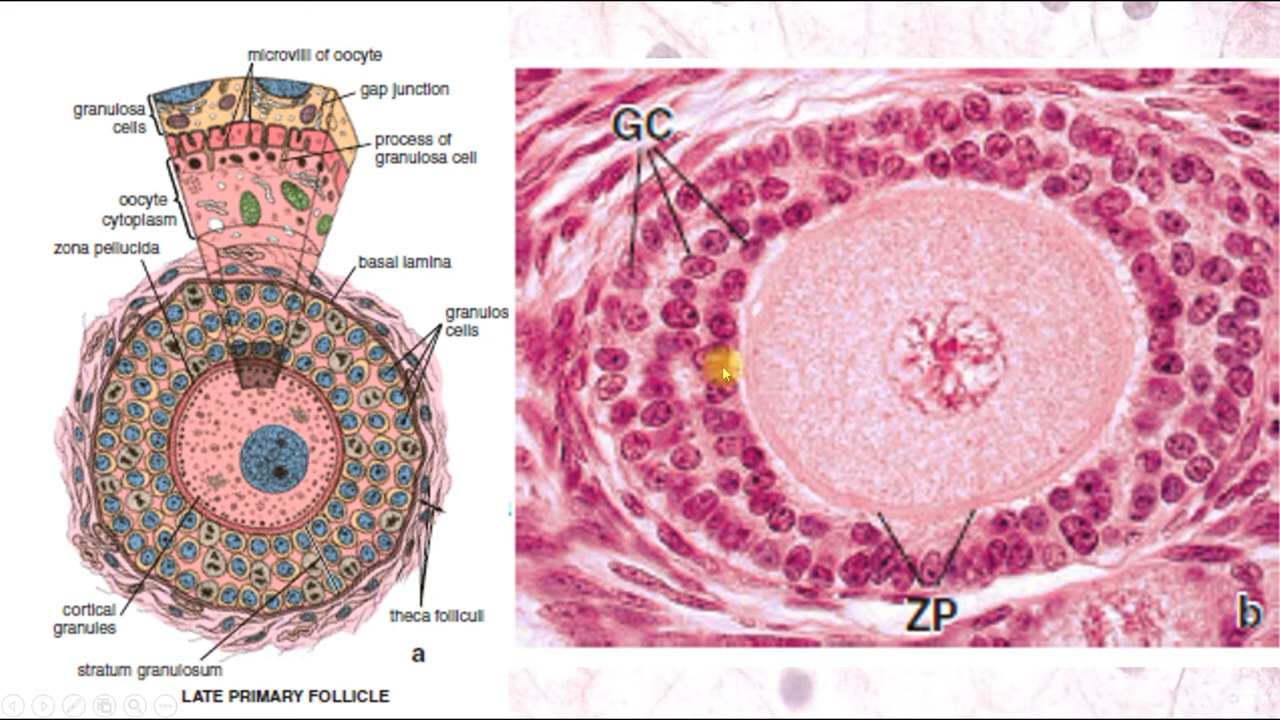 microvilli of oocyte
gap junction
granulosa
cells
process of
granulosa cell
oocyte
cytoplasm
zona pellucida
basal lamina
granulos
cells
cortical
granules
theca folliculi
stratum granulosum
a
LATE PRIMARY FOLLICLE
GC
ZP
b